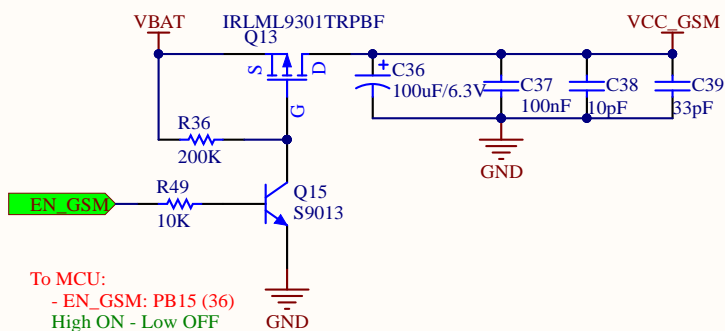 VBAT
IRLML9301TRPBF
VCC_GSM
Q13
S
D
G
C36
100uF/6.3V
C37
100nF
C38
10pF
C39
33pF
R36
200K
GND
R49
10K
Q15
S9013
EN_GSM
To MCU:
- EN_GSM: PB15 (36)
High ON - Low OFF
GND